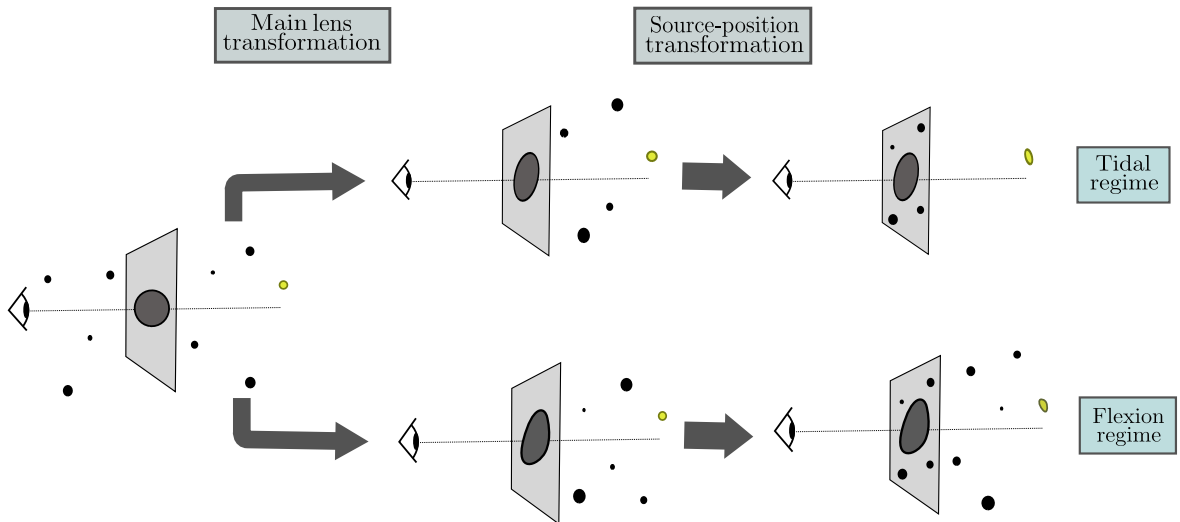 Main lens
transformation
Source-position
transformation
Tidal
regime
Flexion
regime